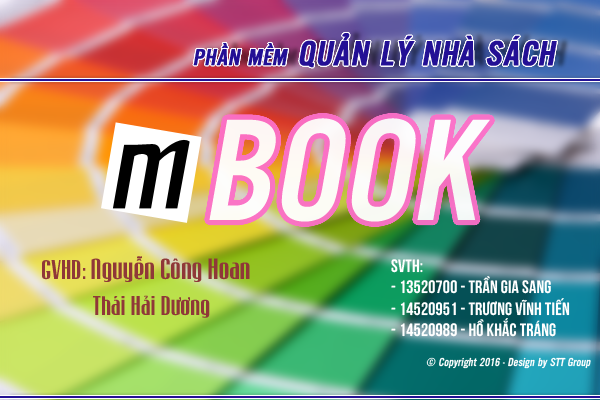 PHẦN MỀM QUẢN LÝ NHÀ SÁCH
m BOOK
GVHD: Nguyễn Công Hoan
Thái Hải Dương
SVTH:
- 13520700 - TRẦN GIA SANG
- 14520951 - TRƯƠNG VĨNH TIẾN
- 14520989 - HỒ KHẮC TRÁNG
© Copyright 2016 - Design by STT Group